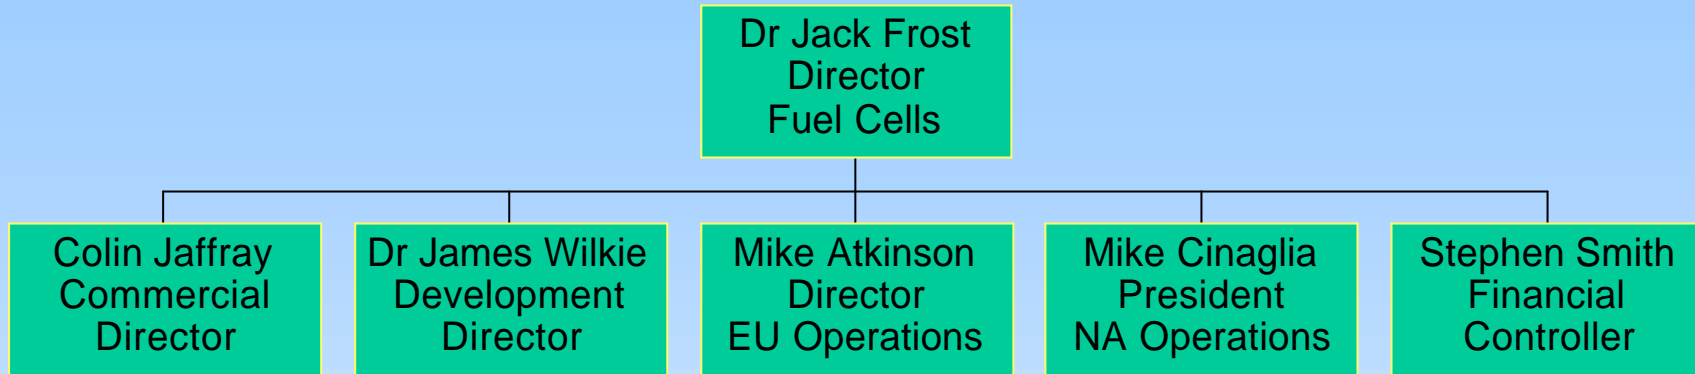 Dr Jack Frost
Director
Fuel Cells
Colin Jaffray
Commercial
Director
Dr James Wilkie
Development
Director
Mike Atkinson
Director
EU Operations
Mike Cinaglia
President
NA Operations
Stephen Smith
Financial
Controller